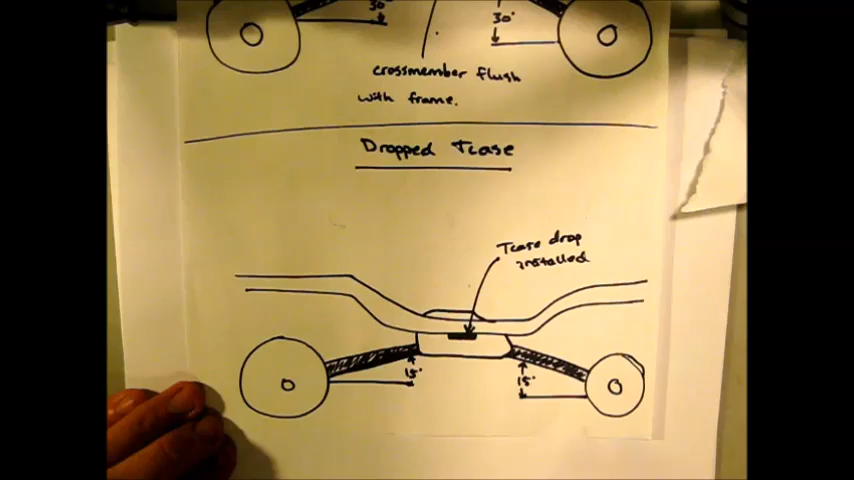 30°
30°
crossmember flush
with frame.
Dropped Tcase
Tcase drop
installed
15°
15°